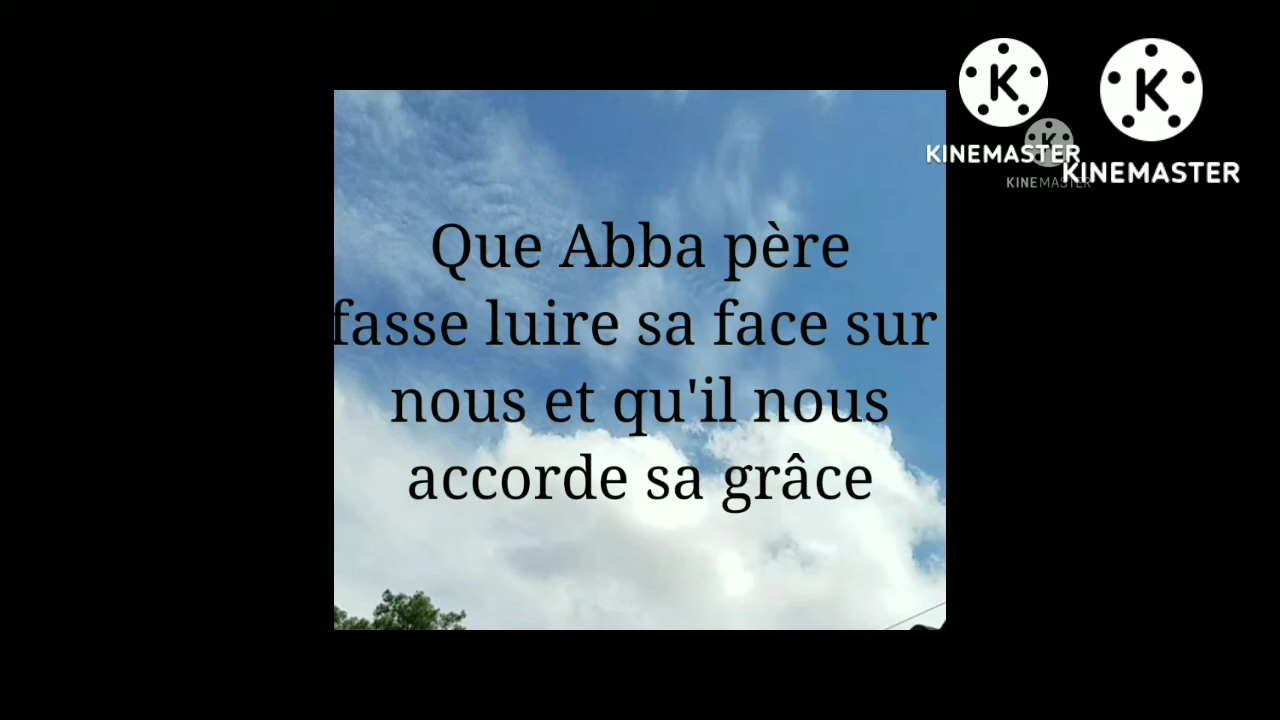 Que Abba père
fasse luire sa face sur
nous et qu'il nous
accorde sa grâce
K
KINEMASTER
K
KINEMASTER
K
KINEMASTER